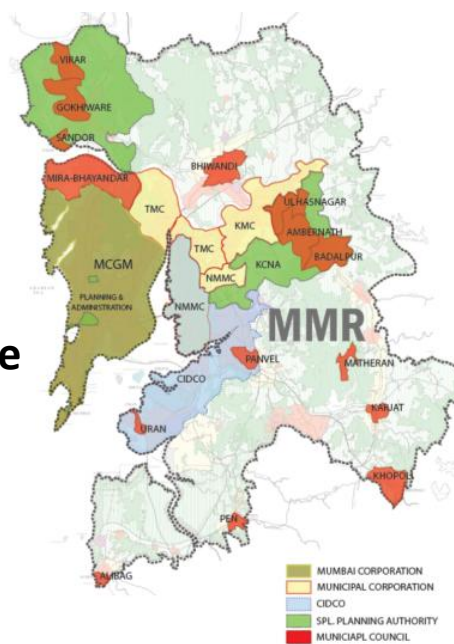 VIRAR
GOKHIWARE
SANDOR
MIRA-BHAYANDAR
BHIWANDI
TMC
KMC
ULHASNAGAR
AMBERNATH
BADALPUR
MCGM
TMC
NMMC
KCNA
PLANNING &
ADMINISTRATION
NMMC
MMR
e
PANVEL
MATHERAN
CIDCO
KARJAT
URAN
KHOPOLI
PEN
ALIBAG
MUMBAI CORPORATION
MUNICIPAL CORPORATION
CIDCO
SPL. PLANNING AUTHORITY
MUNICIAPL COUNCIL